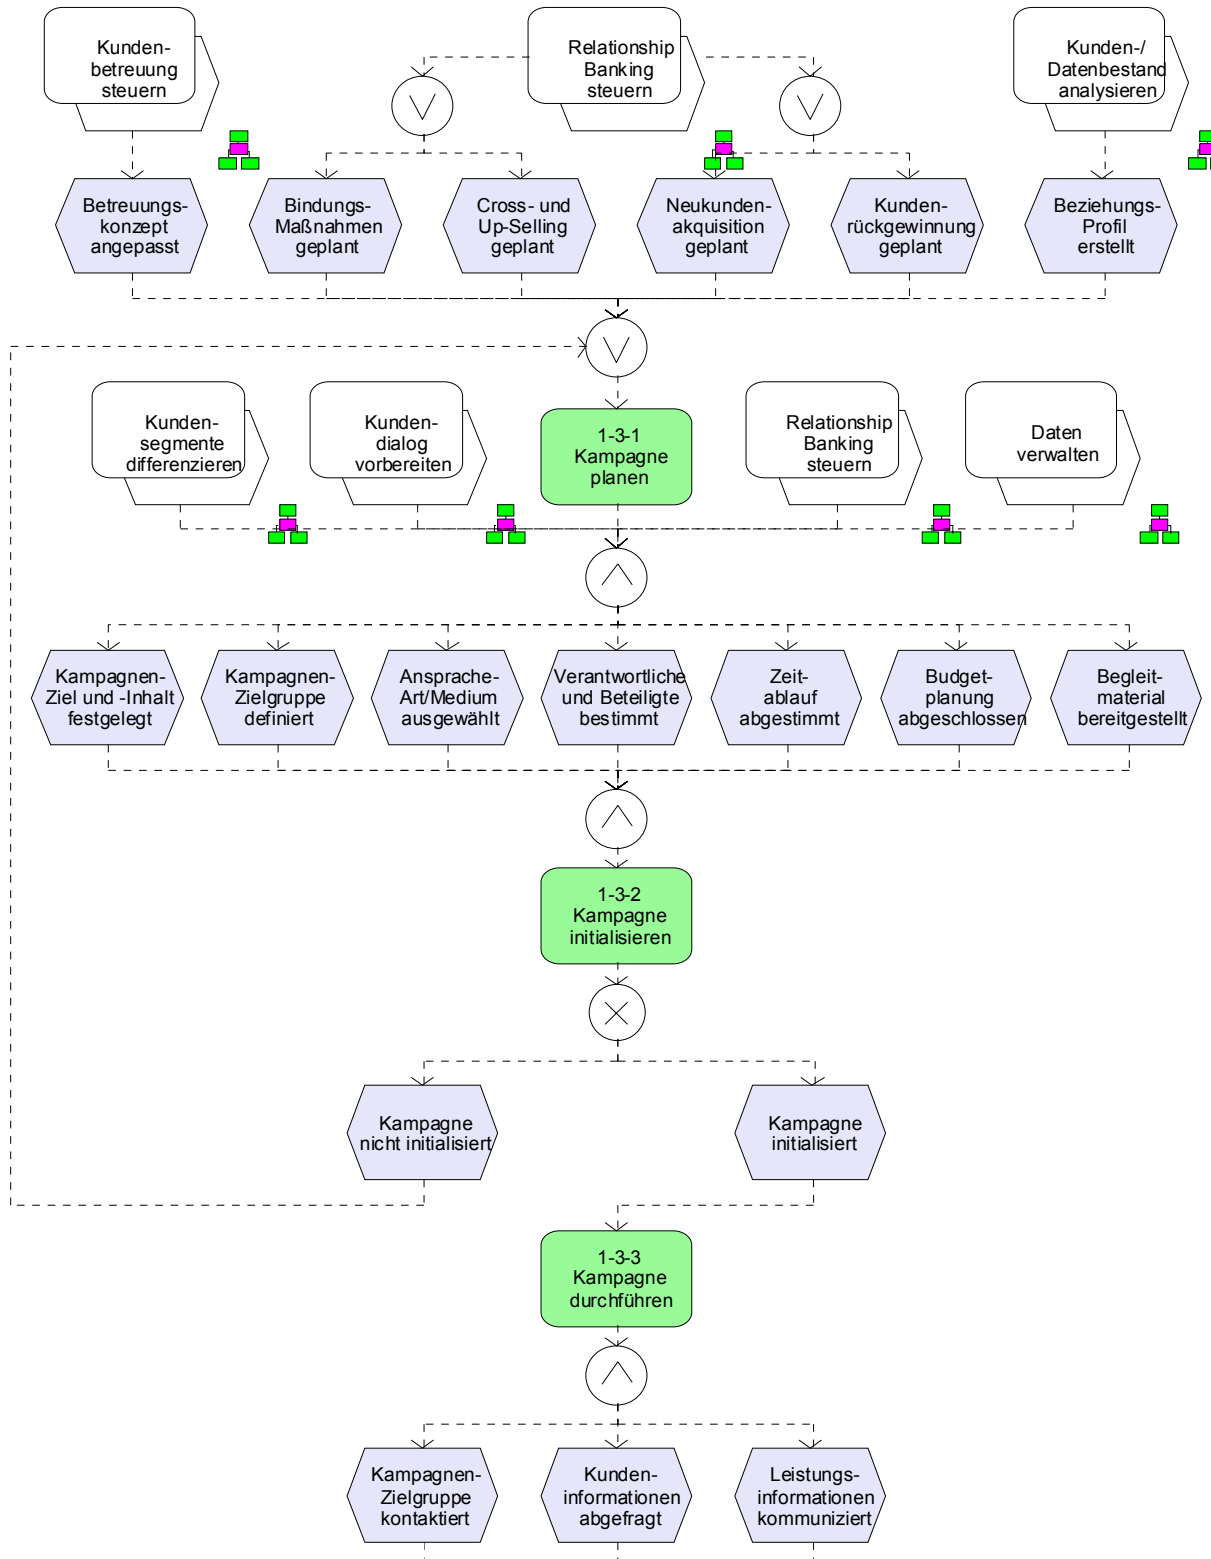 Kunden-
betreuung
steuern
Relationship
Banking
steuern
Kunden-/
Datenbestand
analysieren
Betreuungs-
konzept
angepasst
Bindungs-
Maßnahmen
geplant
Cross- und
Up-Selling
geplant
Neukunden-
akquisition
geplant
Kunden-
rückgewinnung
geplant
Beziehungs-
Profil
erstellt
Kunden-
segmente
differenzieren
Kunden-
dialog
vorbereiten
1-3-1
Kampagne
planen
Relationship
Banking
steuern
Daten
verwalten
Kampagnen-
Ziel und -Inhalt
festgelegt
Kampagnen-
Zielgruppe
definiert
Ansprache-
Art/Medium
ausgewählt
Verantwortliche
und Beteiligte
bestimmt
Zeit-
ablauf
abgestimmt
Budget-
planung
abgeschlossen
Begleit-
material
bereitgestellt
1-3-2
Kampagne
initialisieren
Kampagne
nicht initialisiert
Kampagne
initialisiert
1-3-3
Kampagne
durchführen
Kampagnen-
Zielgruppe
kontaktiert
Kunden-
informationen
abgefragt
Leistungs-
informationen
kommuniziert